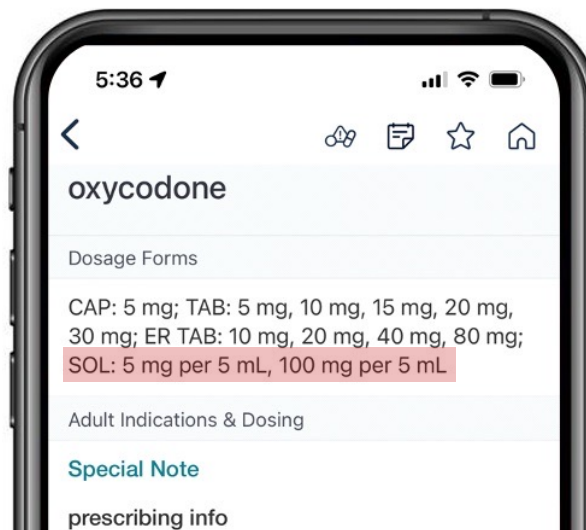 5:36
oxycodone
Dosage Forms
CAP: 5 mg; TAB: 5 mg, 10 mg, 15 mg, 20 mg,
30 mg; ER TAB: 10 mg, 20 mg, 40 mg, 80 mg;
SOL: 5 mg per 5 mL, 100 mg per 5 mL
Adult Indications & Dosing
Special Note
prescribing info